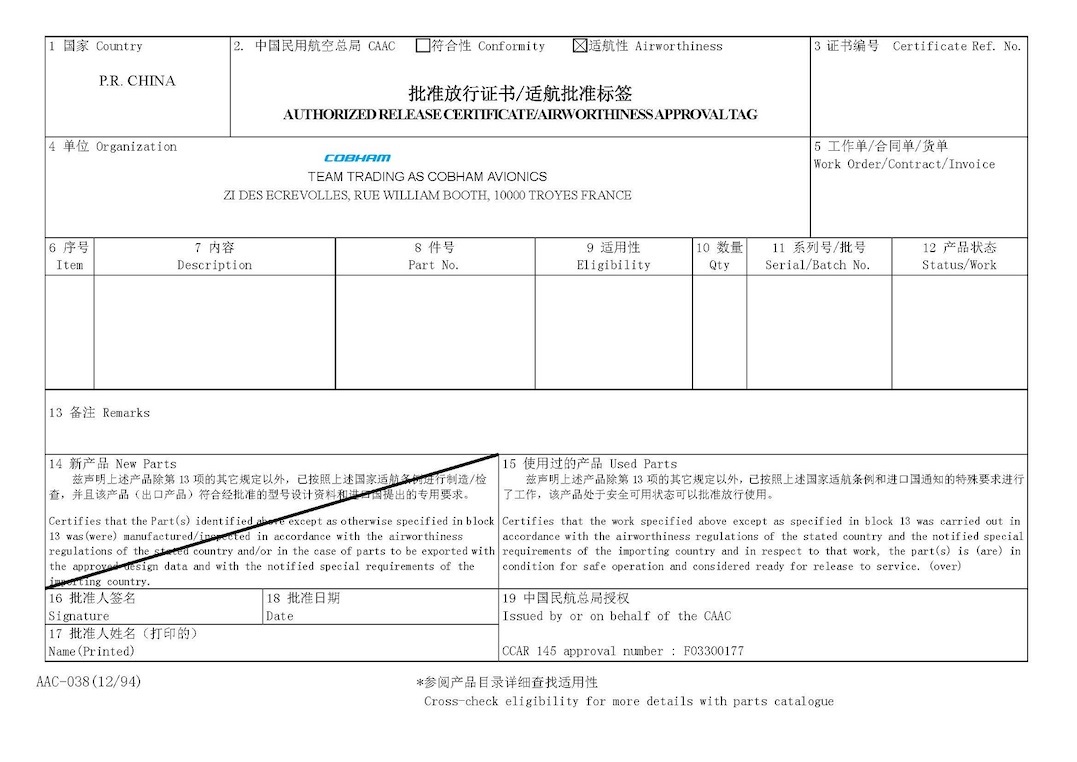 1 国家 Country
P.R. CHINA
2. 中国民用航空总局 CAAC 符合性 Conformity 适航性 Airworthiness
批准放行证书/适航批准标签
AUTHORIZED RELEASE CERTIFICATE/AIRWORTHINESS APPROVAL TAG
3 证书编号 Certificate Ref. No.
4 单位 Organization
COBHAM
TEAM TRADING AS COBHAM AVIONICS
ZI DES ECREVOLLES, RUE WILLIAM BOOTH, 10000 TROYES FRANCE
5 工作单/合同单/货单
Work Order/Contract/Invoice
6 序号
Item
7 内容
Description
8 件号
Part No.
9 适用性
Eligibility
10 数量
Qty
11 系列号/批号
Serial/Batch No.
12 产品状态
Status/Work
13 备注 Remarks
14 新产品 New Parts
兹声明上述产品除第 13 项的其它规定以外，已按照上述国家适航条例进行制造/检
查，并且该产品（出口产品）符合经批准的型号设计资料和进口国提出的专用要求。
Certifies that the Part(s) identified above except as otherwise specified in block
13 was(were) manufactured/inspected in accordance with the airworthiness
regulations of the stated country and/or in the case of parts to be exported with
the approved design data and with the notified special requirements of the
importing country.
15 使用过的产品 Used Parts
兹声明上述产品除第 13 项的其它规定以外，已按照上述国家适航条例和进口国通知的特殊要求进行
了工作，该产品处于安全可用状态可以批准放行使用。
Certifies that the work specified above except as specified in block 13 was carried out in
accordance with the airworthiness regulations of the stated country and the notified special
requirements of the importing country and in respect to that work, the part(s) is (are) in
condition for safe operation and considered ready for release to service. (over)
16 批准人签名
Signature
18 批准日期
Date
17 批准人姓名（打印的）
Name(Printed)
19 中国民航总局授权
Issued by or on behalf of the CAAC
CCAR 145 approval number : F03300177
AAC-038(12/94)
*参阅产品目录详细查找适用性
Cross-check eligibility for more details with parts catalogue